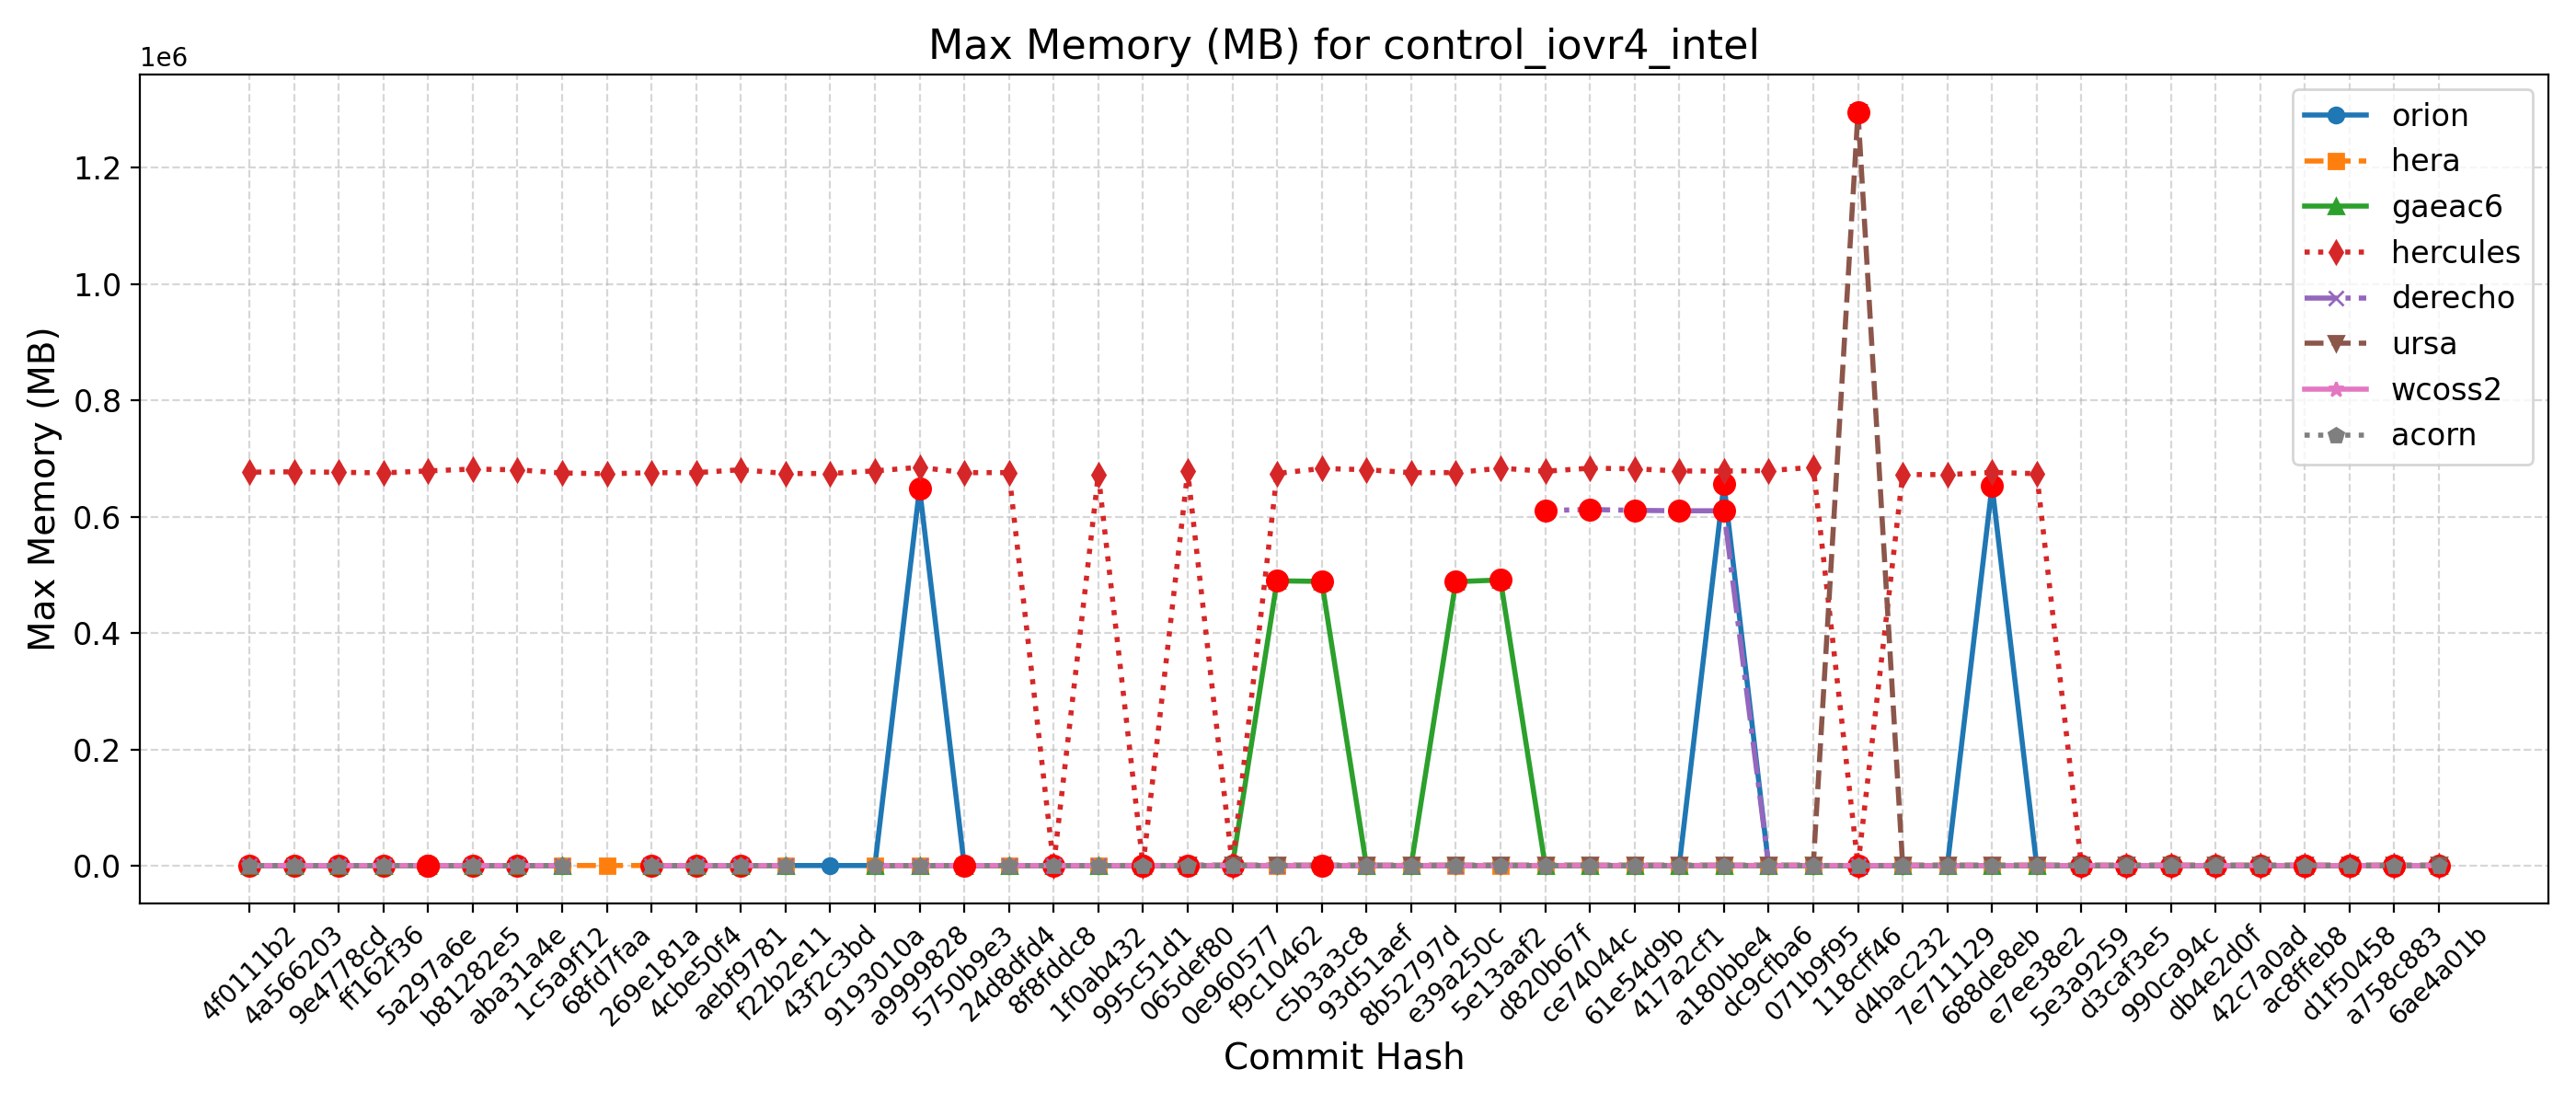 Max Memory (MB) for control_iovr4_intel
1e6
1.2
1.0
0.8
0.6
0.4
0.2
0.0
Max Memory (MB)
orion
hera
gaeac6
hercules
derecho
ursa
wcoss2
acorn
4f0111b2
4a566203
9e4778cd
ff162f36
5a297a6e
b81282e5
aba31a4e
1c5a9f12
68fd7faa
269e181a
4cbe50f4
aebf9781
f22b2e11
43f2c3bd
9193010a
a9999828
5750b9e3
24d8dfd4
8f8fddc8
1f0ab432
995c51d1
065def80
0e960577
f9c10462
c5b3a3c8
93d51aef
8b52797d
e39a250c
5e13aaf2
d820b67f
ce74044c
61e54d9b
417a2cf1
a180bbe4
dc9cfba6
071b9f95
118cff46
d4bac232
7e711129
688de8eb
e7ee38e2
5e3a9259
d3caf3e5
990ca94c
db4e2d0f
42c7a0ad
ac8ffeb8
d1f50458
a758c883
6ae4a01b
Commit Hash